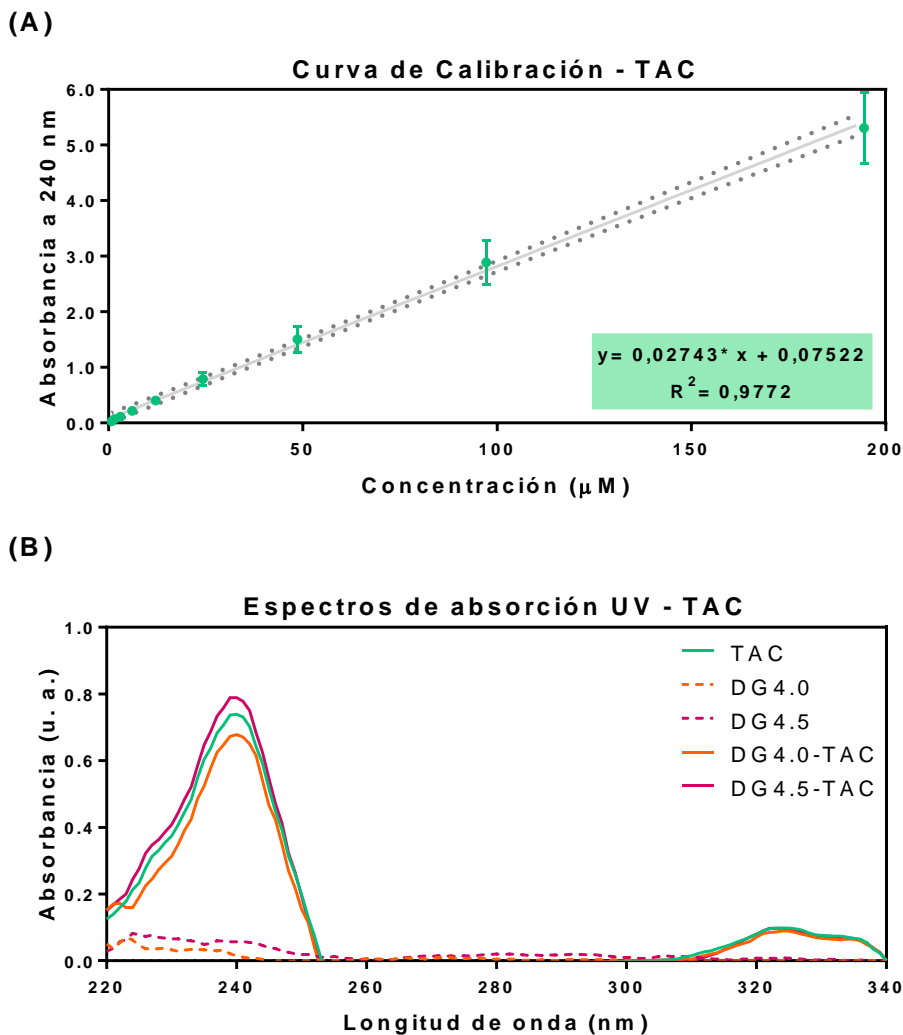 (A)
Curva de Calibración - TAC
Absorbancia a 240 nm
6.0
5.0
4.0
3.0
2.0
1.0
0.0
y= 0,02743* x + 0,07522
R²= 0,9772
0 50 100 150 200
Concentración (μM)
(B)
Espectros de absorción UV - TAC
Absorbancia (u. a.)
1.0
0.8
0.6
0.4
0.2
0.0
TAC
DG4.0
DG4.5
DG4.0-TAC
DG4.5-TAC
220 240 260 280 300 320 340
Longitud de onda (nm)